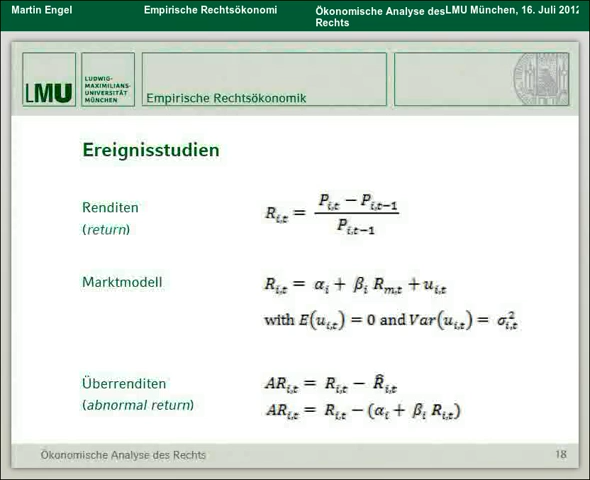 Martin Engel
Empirische Rechtsökonomi
Ökonomische Analyse des
Rechts
LMU München, 16. Juli 2012
LMU
LUDWIG-
MAXIMILIANS-
UNIVERSITÄT
MÜNCHEN
Empirische Rechtsökonomik
Ereignisstudien
Renditen
(return)
R_{i,t} = \frac{P_{i,t} − P_{i,t−1}}{P_{i,t−1}}
Marktmodell
R_{i,t} = α_i + β_i R_{m,t} + u_{i,t}
with E(u_{i,t}) = 0 and Var(u_{i,t}) = σ²_{i,t}
Überrenditen
(abnormal return)
AR_{i,t} = R_{i,t} − R̂_{i,t}
AR_{i,t} = R_{i,t} − (α_i + β_i R_{i,t})
Ökonomische Analyse des Rechts
18